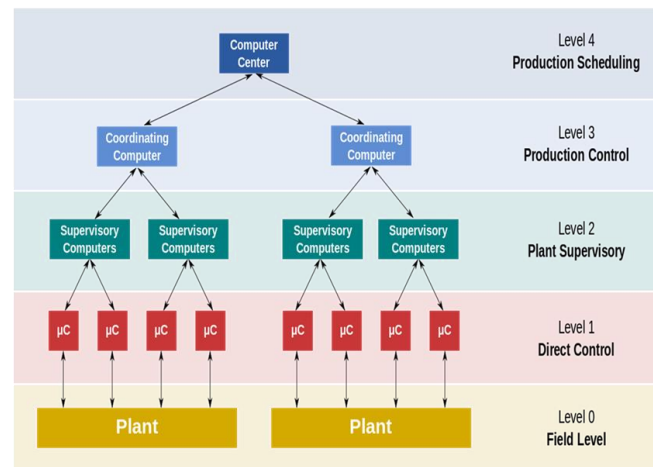 Computer
Center
Level 4
Production Scheduling
Coordinating
Computer
Coordinating
Computer
Level 3
Production Control
Supervisory
Computers
Supervisory
Computers
Supervisory
Computers
Supervisory
Computers
Level 2
Plant Supervisory
µC
µC
µC
µC
µC
µC
µC
µC
Level 1
Direct Control
Plant
Plant
Level 0
Field Level